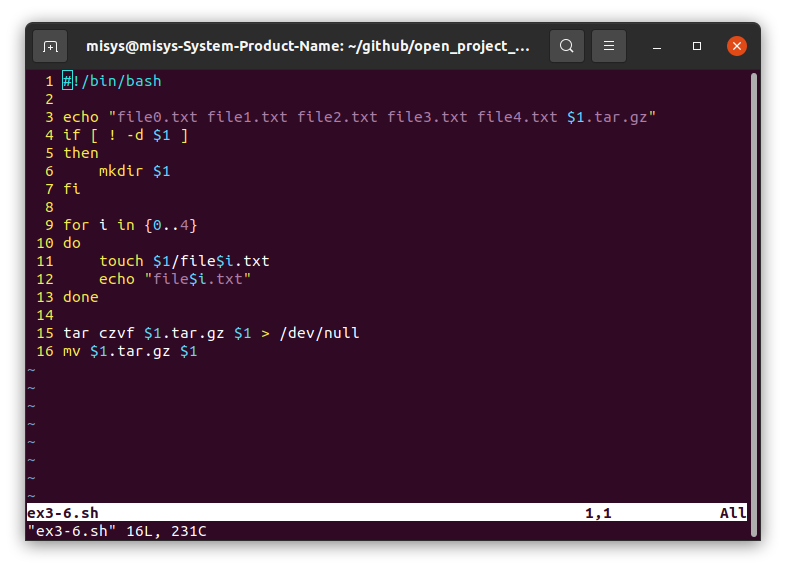 misys@misys-System-Product-Name: ~/github/open_project_...
1 #!/bin/bash
2
3 echo "file0.txt file1.txt file2.txt file3.txt file4.txt $1.tar.gz"
4 if [ ! -d $1 ]
5 then
6     mkdir $1
7 fi
8
9 for i in {0..4}
10 do
11     touch $1/file$i.txt
12     echo "file$i.txt"
13 done
14
15 tar czvf $1.tar.gz $1 > /dev/null
16 mv $1.tar.gz $1
~
~
~
~
~
~
~
~
ex3-6.sh 1,1 All
"ex3-6.sh" 16L, 231C